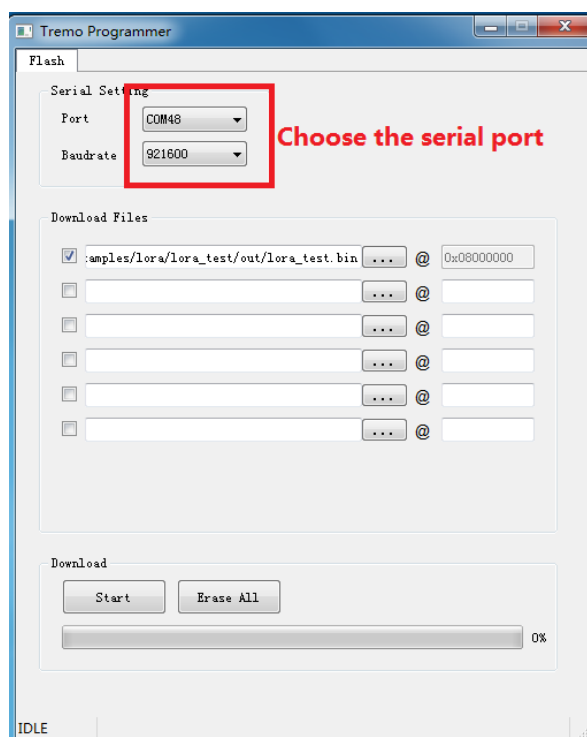 Tremo Programmer
Flash
Serial Setting
Port COM48
Choose the serial port
Baudrate 921600
Download Files
:amples/lora/lora_test/out/lora_test.bin ... @ 0x08000000
... @
... @
... @
... @
... @
Download
Start Erase All
0%
IDLE